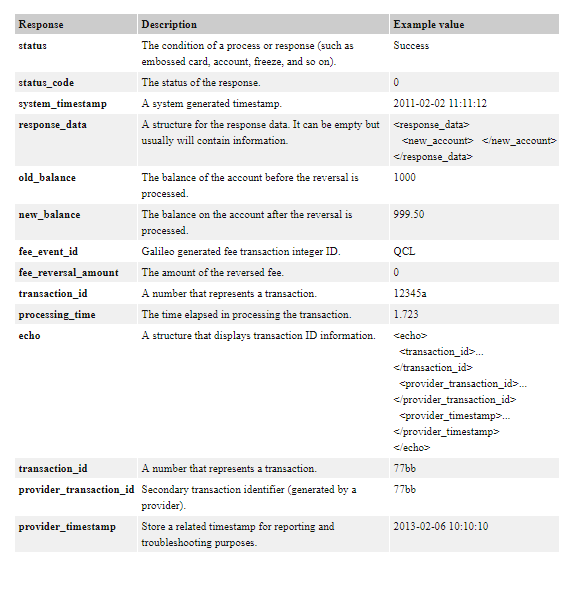 Response Description Example value
status The condition of a process or response (such as Success
embossed card, account, freeze, and so on).
status_code The status of the response. 0
system_timestamp A system generated timestamp. 2011-02-02 11:11:12
response_data A structure for the response data. It can be empty but <response_data>
usually will contain information. <new_account> </new_account>
</response_data>
old_balance The balance of the account before the reversal is 1000
processed.
new_balance The balance on the account after the reversal is 999.50
processed.
fee_event_id Galileo generated fee transaction integer ID. QCL
fee_reversal_amount The amount of the reversed fee. 0
transaction_id A number that represents a transaction. 12345a
processing_time The time elapsed in processing the transaction. 1.723
echo A structure that displays transaction ID information. <echo>
<transaction_id>...
</transaction_id>
<provider_transaction_id>...
</provider_transaction_id>
<provider_timestamp>...
</provider_timestamp>
</echo>
transaction_id A number that represents a transaction. 77bb
provider_transaction_id Secondary transaction identifier (generated by a 77bb
provider).
provider_timestamp Store a related timestamp for reporting and 2013-02-06 10:10:10
troubleshooting purposes.